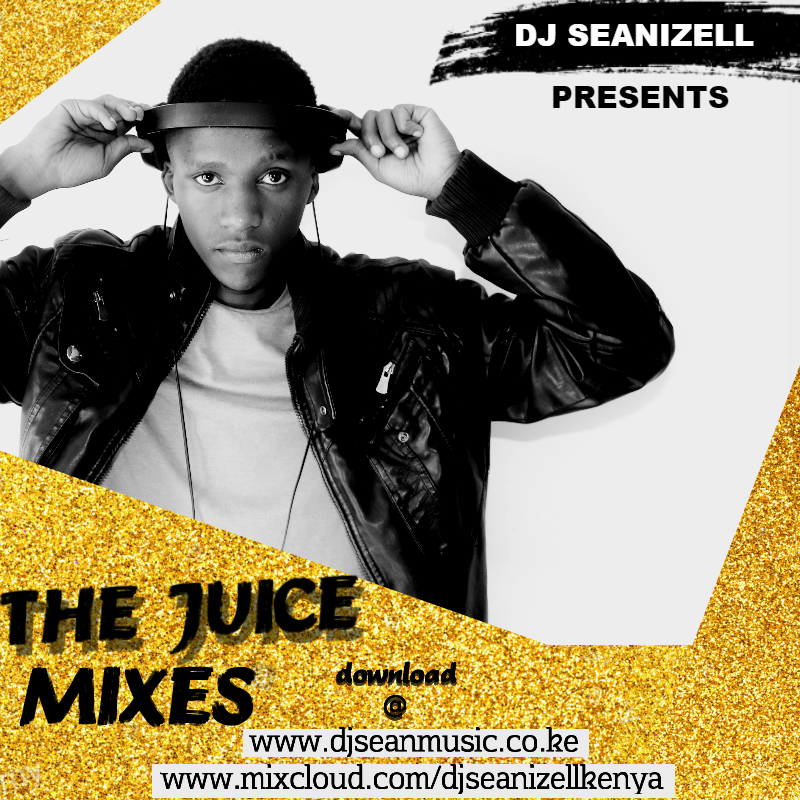 DJ SEANIZELL
PRESENTS
THE JUICE
MIXES
download
@
www.djseanmusic.co.ke
www.mixcloud.com/djseanizellkenya